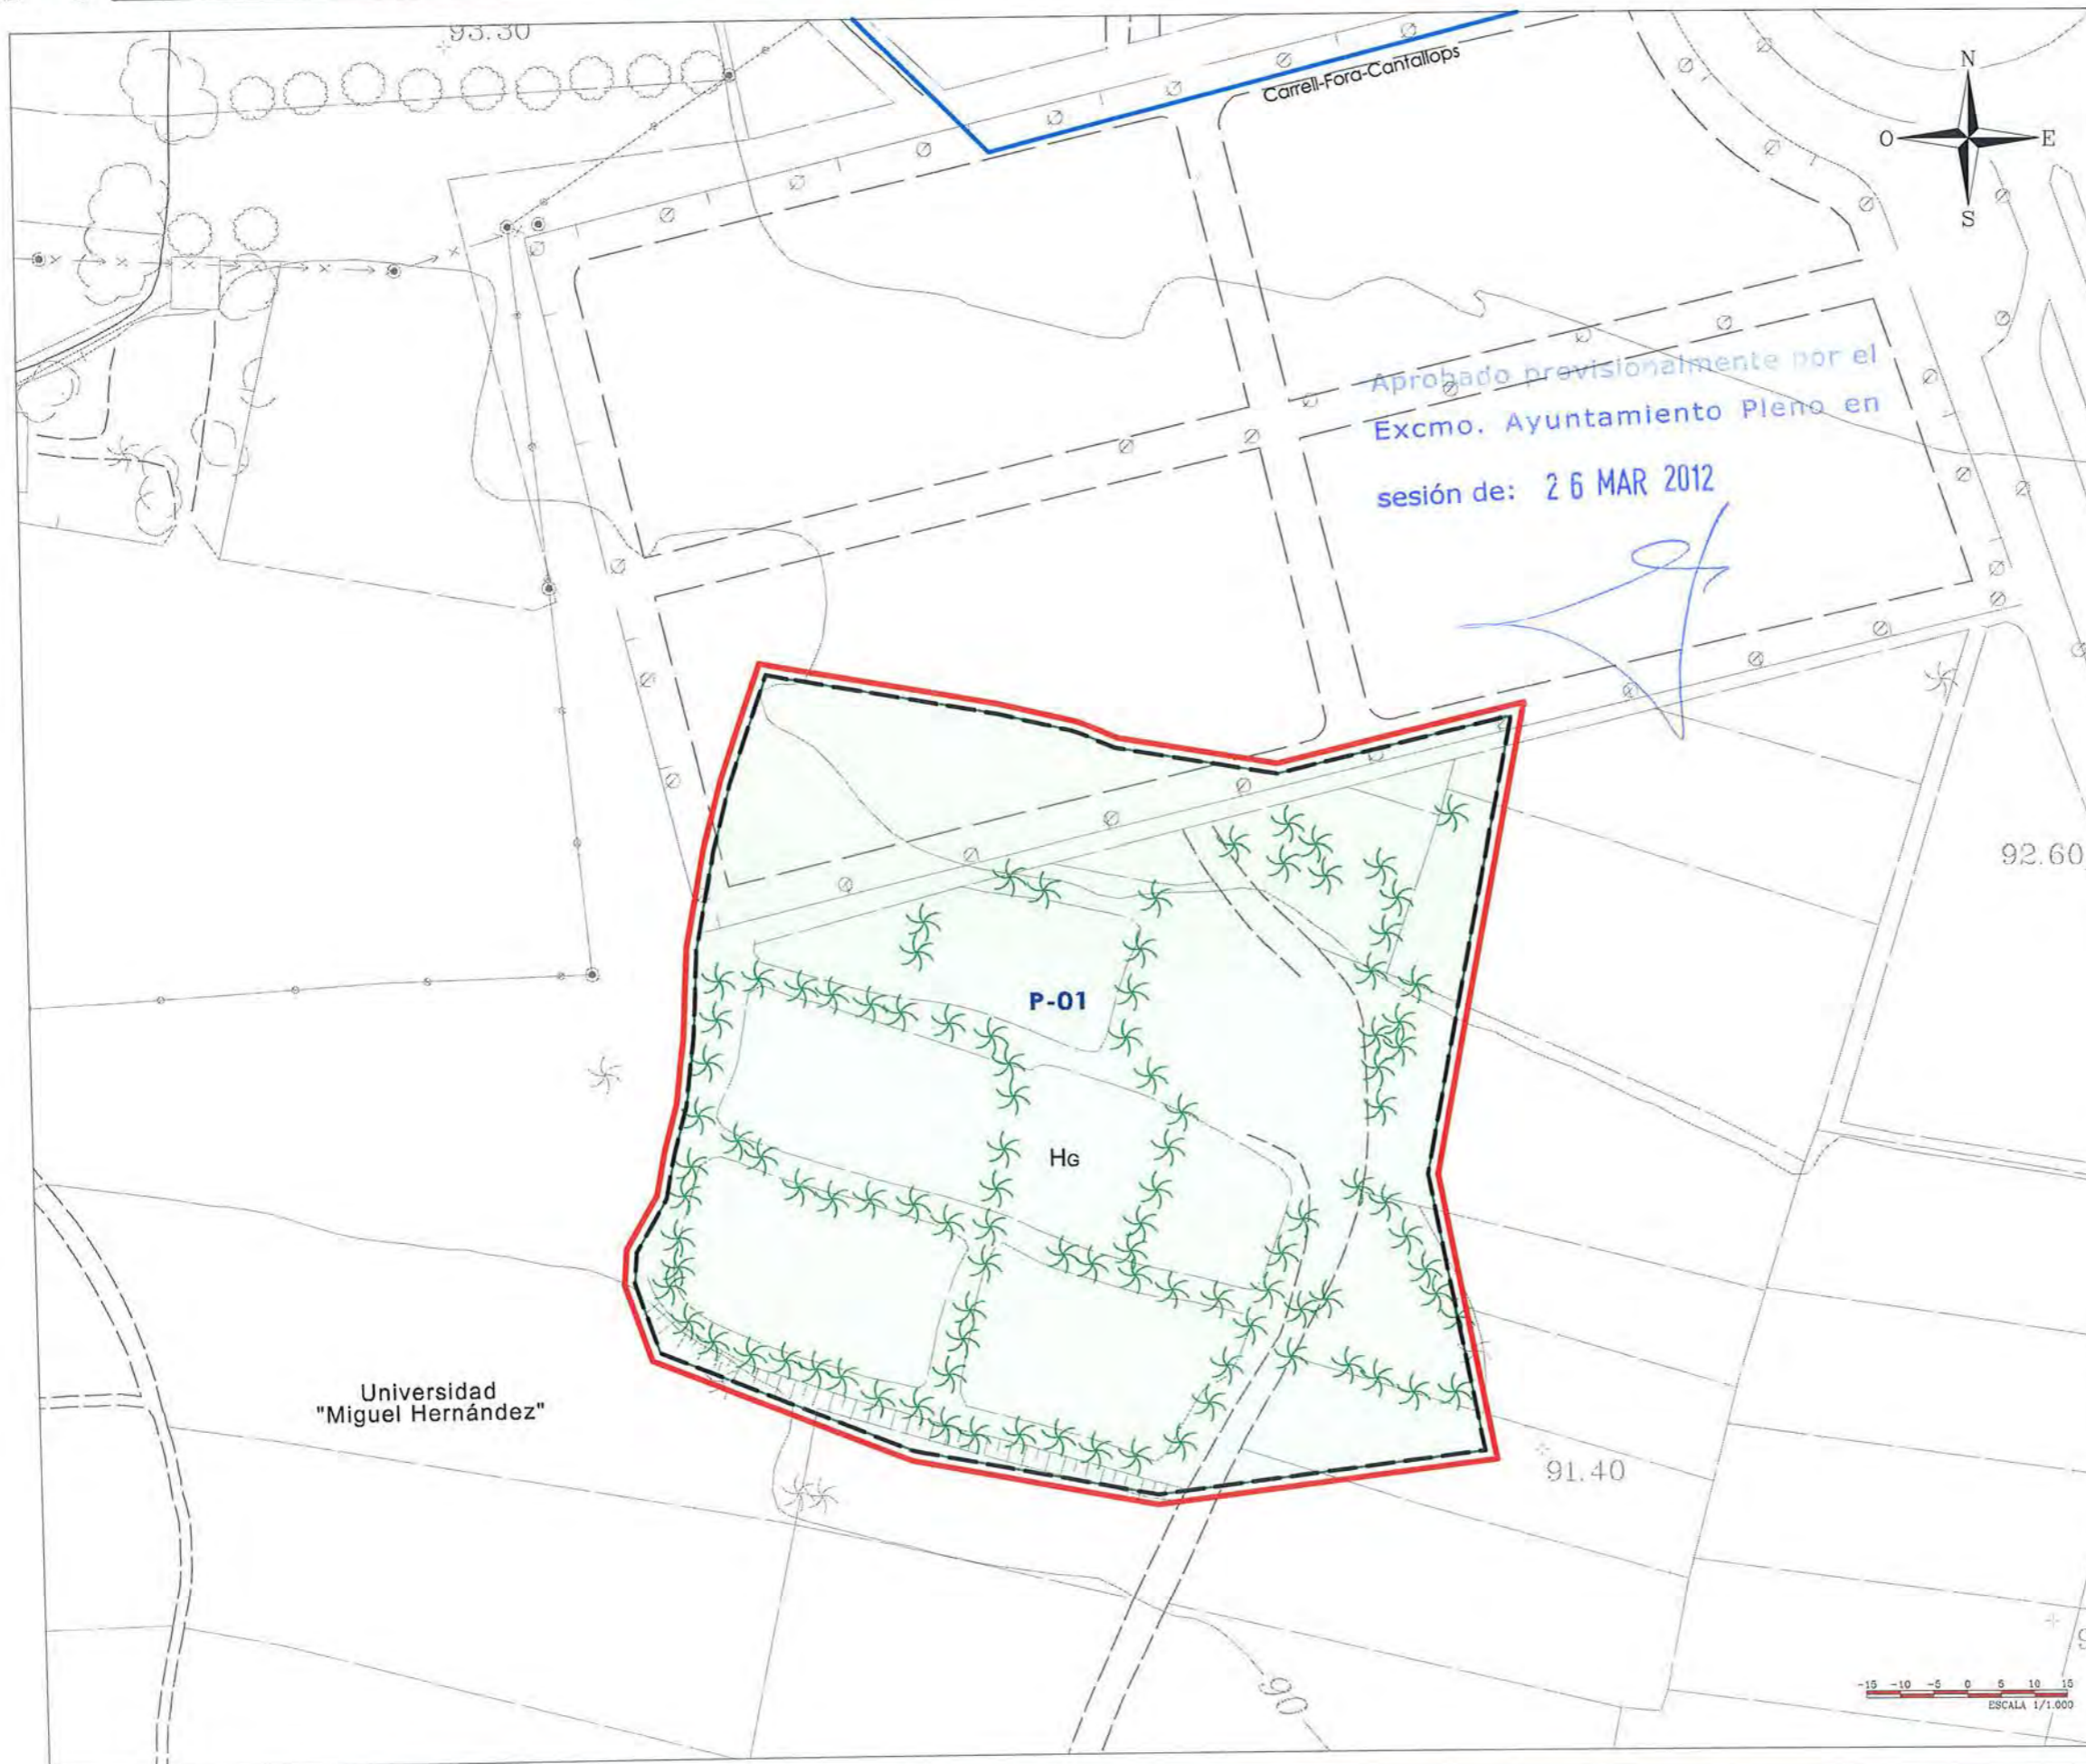 93.30
Carrell-Fora-Cantallops
N
O
E
S
Aprobado provisionalmente por el
Excmo. Ayuntamiento Pleno en
sesión de: 26 MAR 2012
92.60
P-01
HG
Universidad
"Miguel Hernández"
91.40
90
-15 -10 -5 0 5 10 15
ESCALA 1/1.000